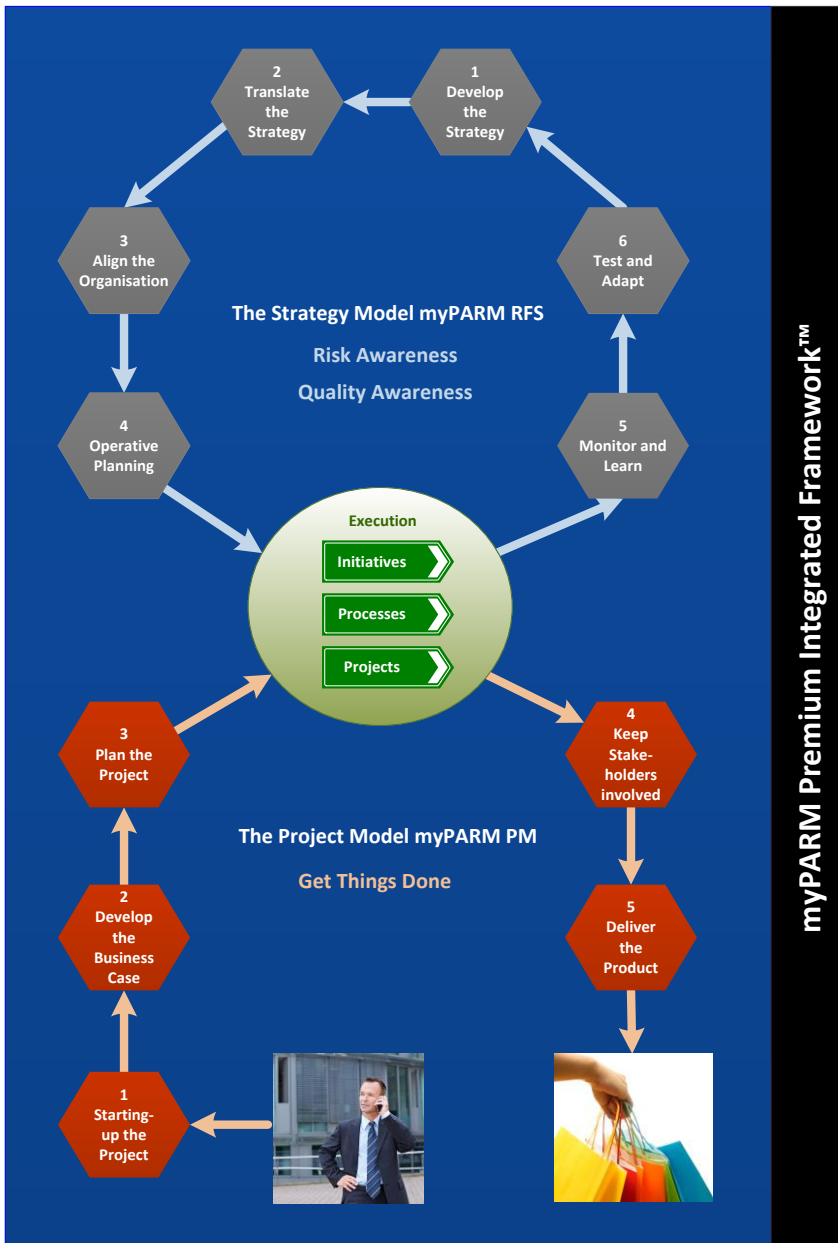 2
Translate
the
Strategy
1
Develop
the
Strategy
3
Align the
Organisation
6
Test and
Adapt
The Strategy Model myPARM RFS
Risk Awareness
Quality Awareness
4
Operative
Planning
5
Monitor and
Learn
Execution
Initiatives
Processes
Projects
3
Plan the
Project
4
Keep
Stake-
holders
involved
The Project Model myPARM PM
Get Things Done
2
Develop
the
Business
Case
5
Deliver
the
Product
1
Starting-
up the
Project
myPARM Premium Integrated Framework™